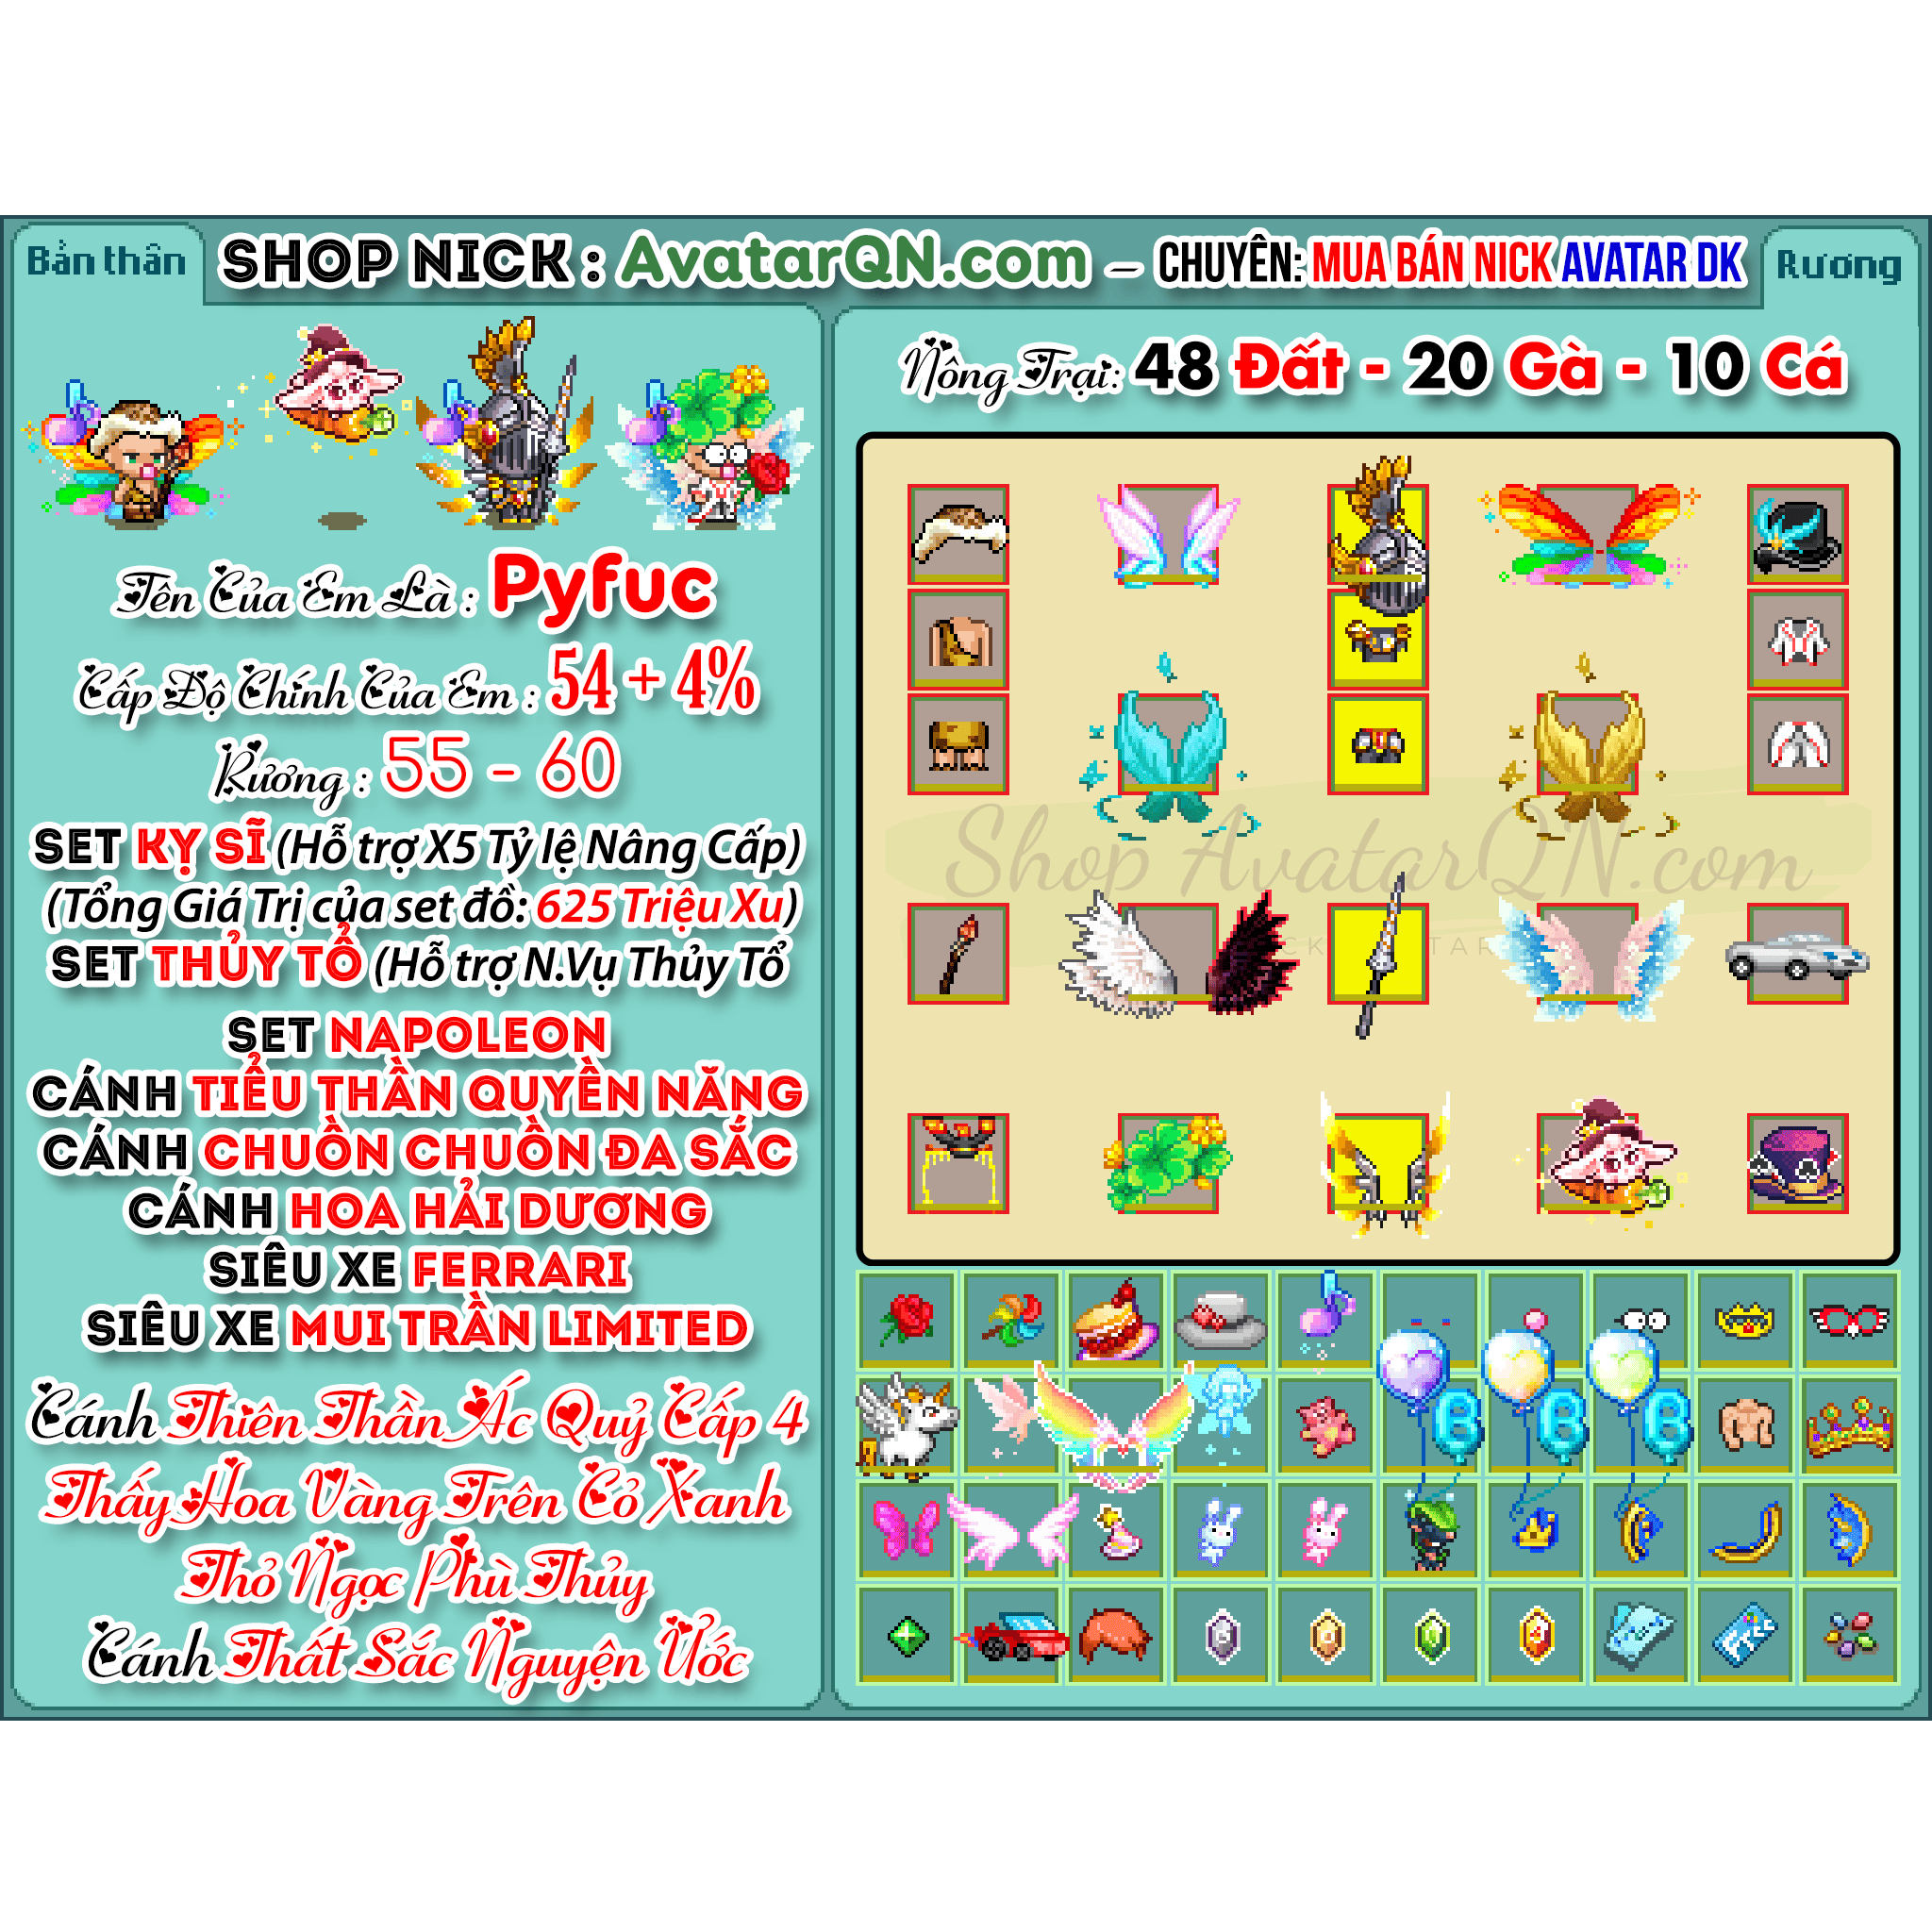 Bản thân
SHOP NICK : AvatarQN.com – CHUYÊN: MUA BÁN NICK AVATAR DK
Rương
Tên Của Em Là : Pyfuc
Cấp Độ Chính Của Em : 54 + 4%
Rưởng : 55 - 60
SET KỴ SĨ (Hỗ trợ X5 Tỷ lệ Nâng Cấp)
(Tổng Giá Trị của set đồ: 625 Triệu Xu)
SET THỦY TỔ (Hỗ trợ N.Vụ Thủy Tổ
SET NAPOLEON
CÁNH TIỂU THẦN QUYỀN NĂNG
CÁNH CHUỒN CHUỒN ĐA SẮC
CÁNH HOA HẢI DƯƠNG
SIÊU XE FERRARI
SIÊU XE MUI TRẦN LIMITED
Cánh Thiên Thần Ác Quỷ Cấp 4
Thấy Hoa Vàng Trên Cỏ Xanh
Thỏ Ngọc Phù Thủy
Cánh Thất Sắc Nguyện Ước
Nông Trại: 48 Đất - 20 Gà - 10 Cá
Shop AvatarQN.com
Free